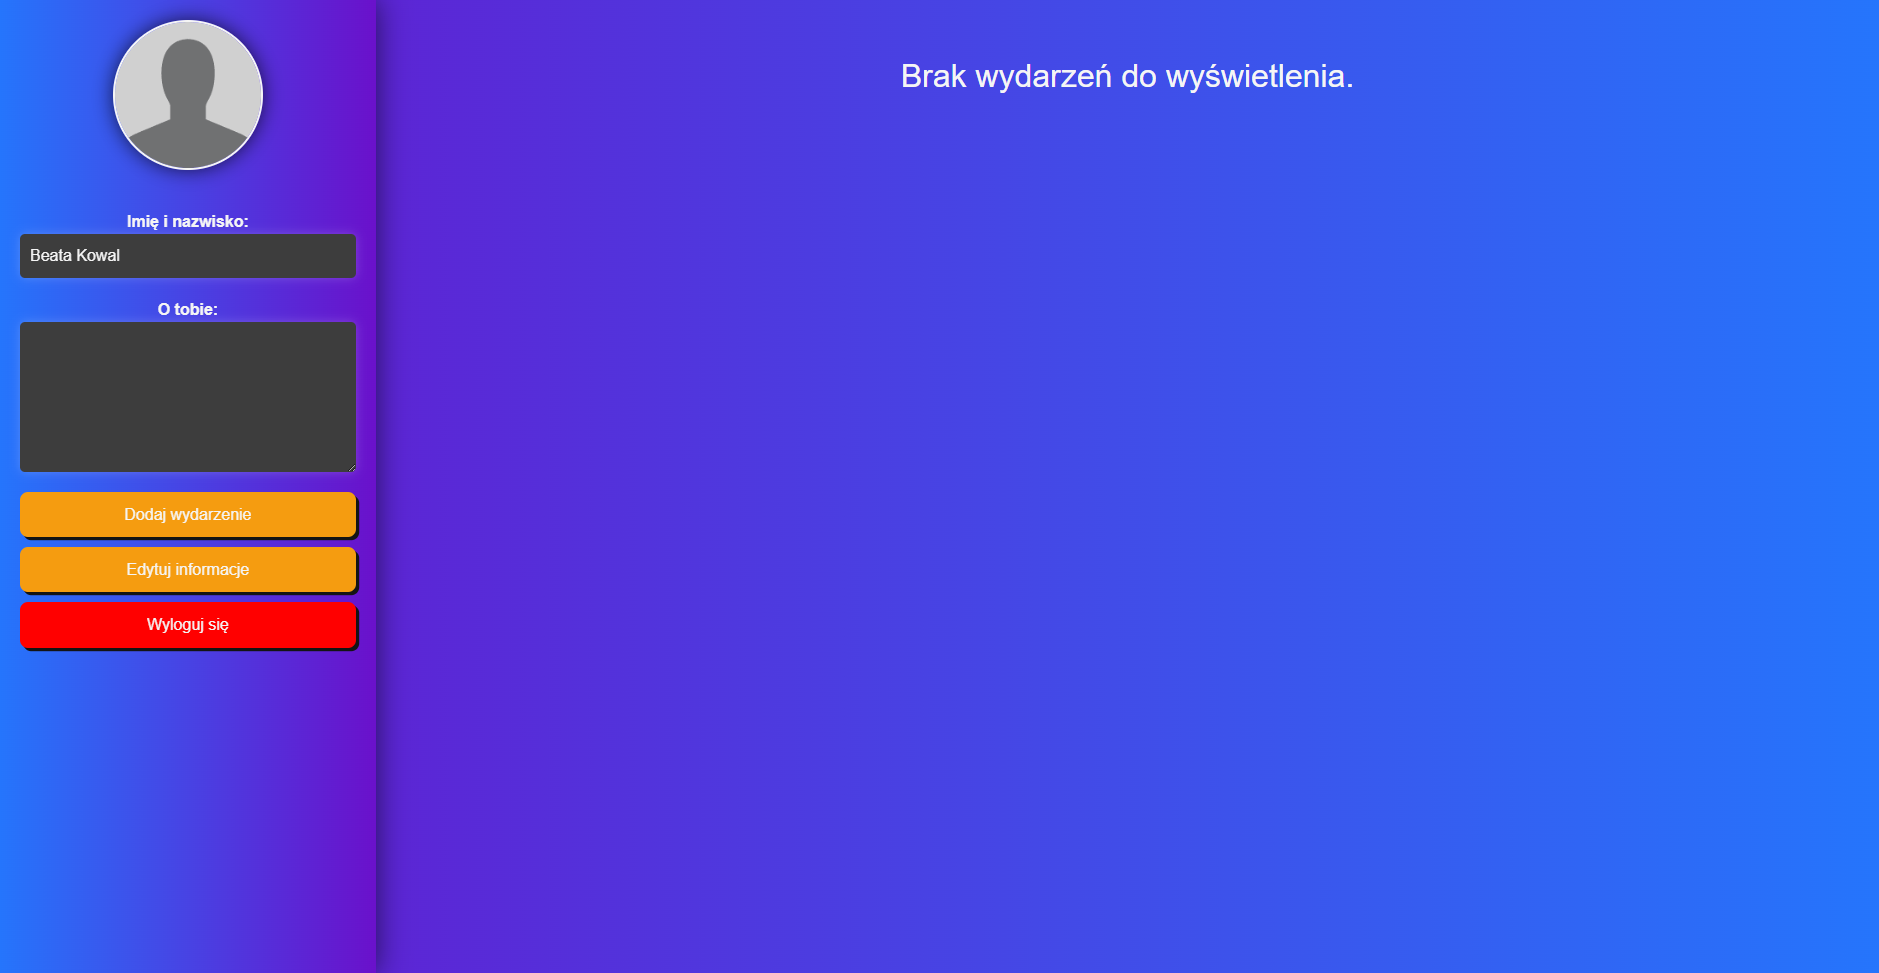 Imię i nazwisko:
Beata Kowal
O tobie:
Dodaj wydarzenie
Edytuj informacje
Wyloguj się
Brak wydarzeń do wyświetlenia.